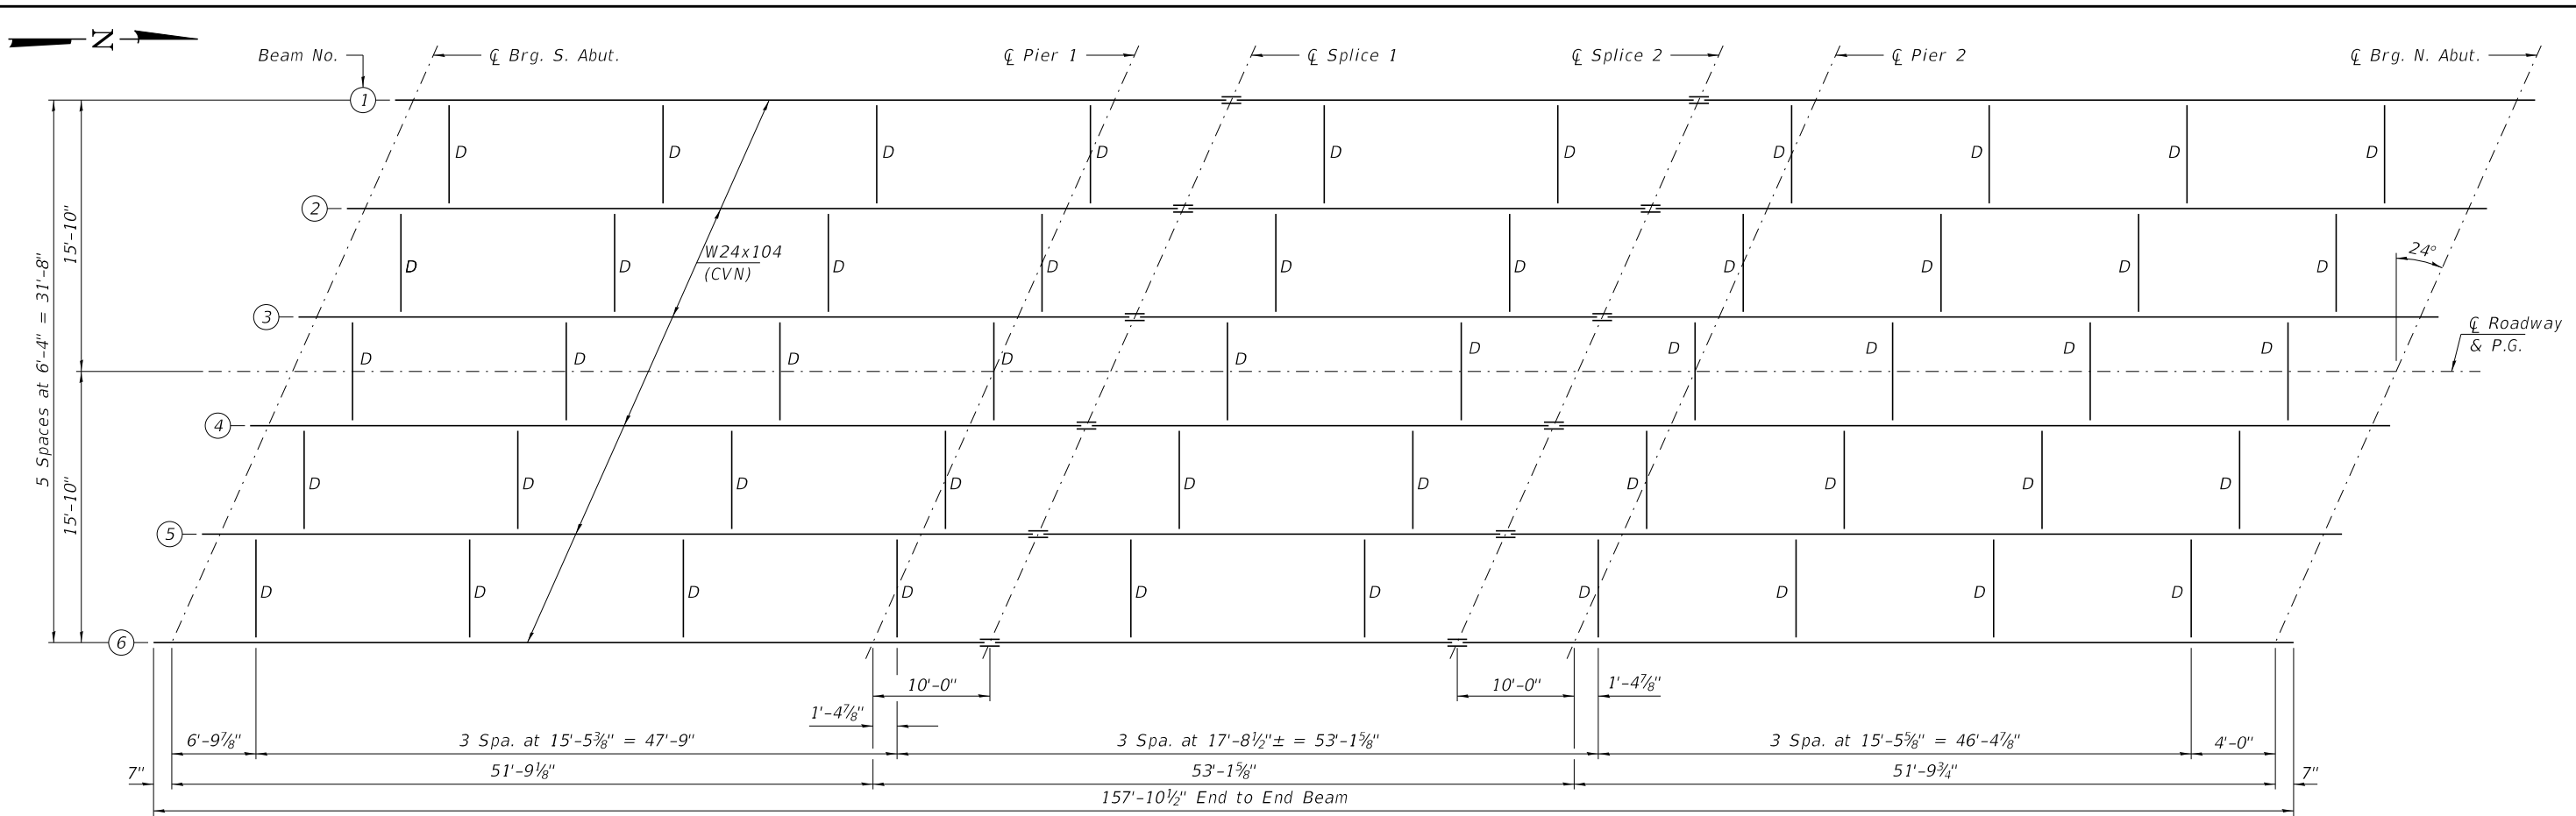 N
Beam No.
℄ Brg. S. Abut.
℄ Pier 1
℄ Splice 1
℄ Splice 2
℄ Pier 2
℄ Brg. N. Abut.
1
D D D D D D D D D D
2
W24x104
(CVN)
24°
D D D D D D D D D D
3
℄ Roadway
& P.G.
D D D D D D D D D D
4
D D D D D D D D D D
5
D D D D D D D D D D
6
5 Spaces at 6'-4" = 31'-8"
15'-10"
15'-10"
10'-0"
10'-0"
1'-4⅞"
1'-4⅞"
6'-9⅞"
3 Spa. at 15'-5⅜" = 47'-9"
3 Spa. at 17'-8½"± = 53'-1⅝"
3 Spa. at 15'-5⅝" = 46'-4⅞"
4'-0"
7"
51'-9⅛"
53'-1⅝"
51'-9¾"
7"
157'-10½" End to End Beam